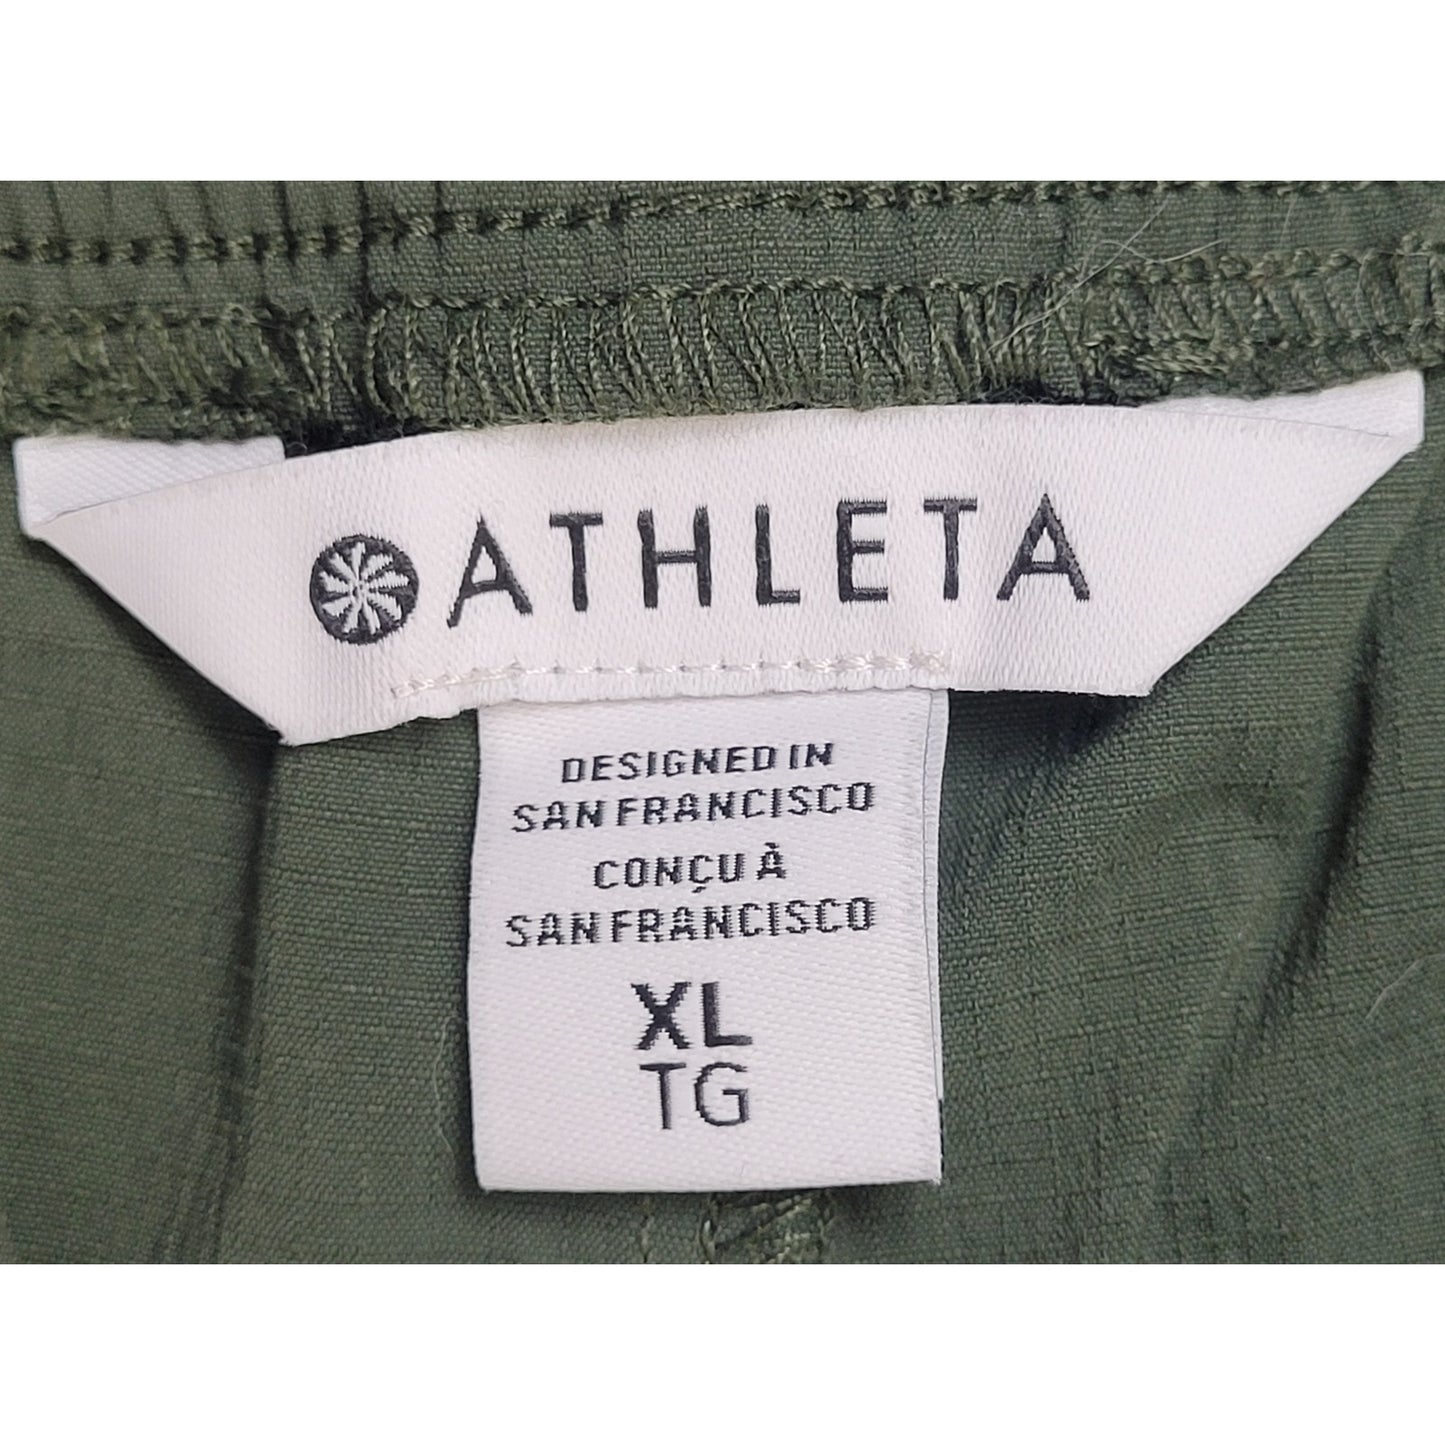 ATHLETA
DESIGNED IN
SAN FRANCISCO
CONÇU À
SAN FRANCISCO
XL
TG